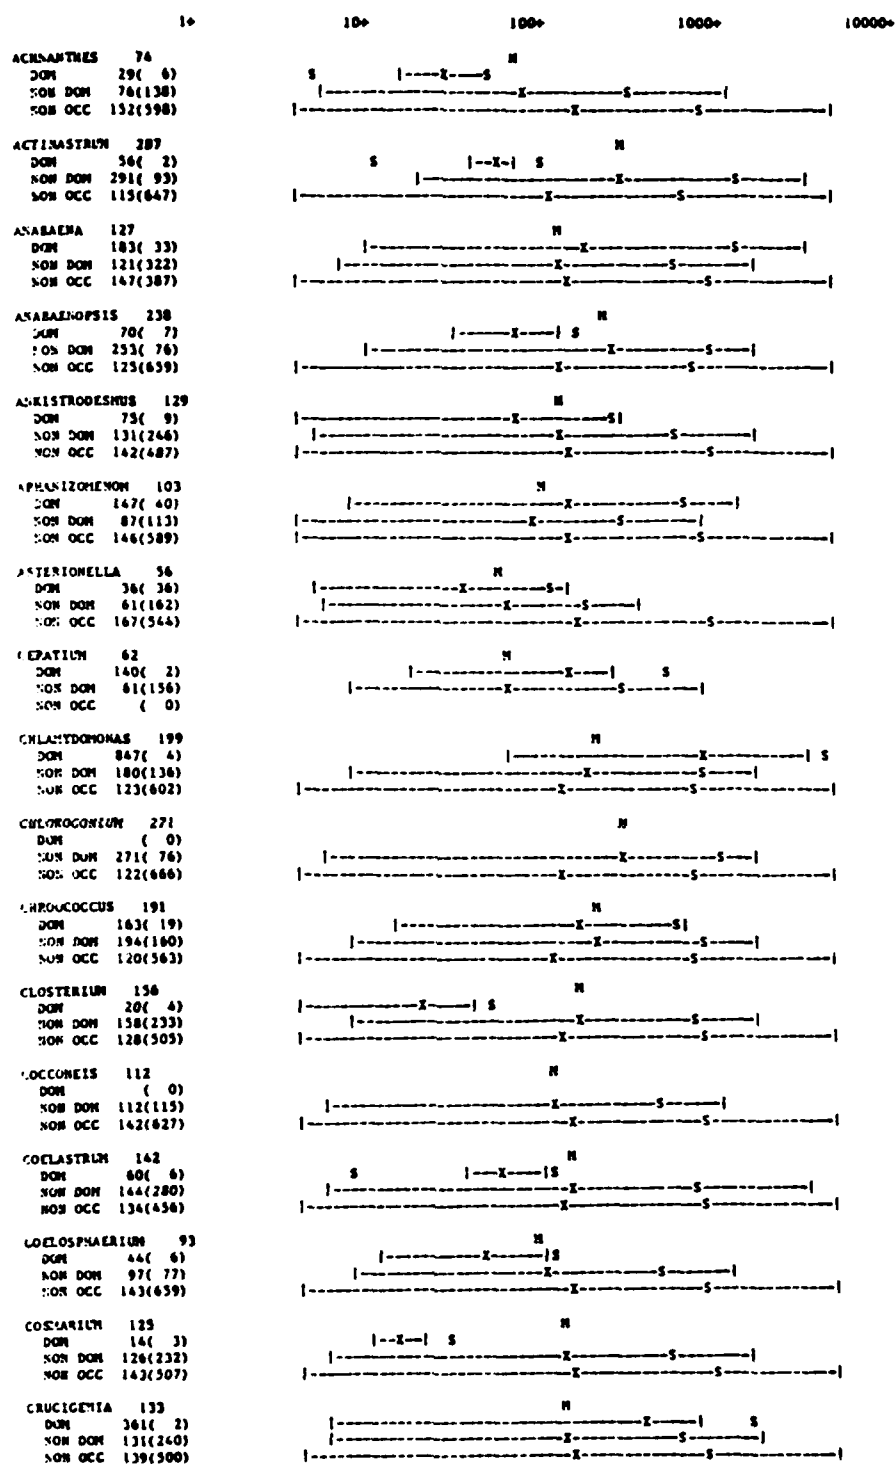 1+ 10+ 100+ 1000+ 10000+
ACHNANTHES 74 M
DOM 29( 6) S |----X----|
NON DOM 76(138) |----X----S----|
NON OCC 152(598) |----X----S----|
ACTINASTRUM 287 M
DOM 56( 2) S |--X-| S
NON DOM 291( 93) |----X----S----|
NON OCC 115(647) |----X----S----|
ANABAENA 127 M
DOM 183( 33) |----X----S----|
NON DOM 121(322) |----X----S----|
NON OCC 147(387) |----X----S----|
ANABAENOPSIS 238 M
DOM 70( 7) |----X----| S
NON DOM 253( 76) |----X----S----|
NON OCC 125(659) |----X----S----|
ANKISTRODESMUS 129 M
DOM 75( 9) |----X----S|
NON DOM 131(246) |----X----S----|
NON OCC 142(487) |----X----S----|
APHANIZOMENON 103 M
DOM 147( 40) |----X----S----|
NON DOM 87(113) |----X----S----|
NON OCC 146(589) |----X----S----|
ASTERIONELLA 56 M
DOM 36( 36) |----X----S-|
NON DOM 61(162) |----X----S----|
NON OCC 167(544) |----X----S----|
CERATIUM 62 M
DOM 140( 2) |----X----| S
NON DOM 61(156) |----X----S----|
NON OCC ( 0)
CHLAMYDOMONAS 199 M
DOM 847( 4) |----X----| S
NON DOM 180(136) |----X----S----|
NON OCC 123(602) |----X----S----|
CHLOROGONIUM 271 M
DOM ( 0)
NON DOM 271( 76) |----X----S----|
NON OCC 122(666) |----X----S----|
CHROOCOCCUS 191 M
DOM 163( 19) |----X----S|
NON DOM 194(160) |----X----S----|
NON OCC 120(563) |----X----S----|
CLOSTERIUM 156 M
DOM 20( 4) |----X----| S
NON DOM 158(233) |----X----S----|
NON OCC 128(505) |----X----S----|
COCCONEIS 112 M
DOM ( 0)
NON DOM 112(115) |----X----S----|
NON OCC 142(627) |----X----S----|
COELASTRUM 142 M
DOM 60( 6) S |----X----|S
NON DOM 144(280) |----X----S----|
NON OCC 134(456) |----X----S----|
COELOSPHAERIUM 93 M
DOM 44( 6) |----X----|S
NON DOM 97( 77) |----X----S----|
NON OCC 143(659) |----X----S----|
COSMARIUM 125 M
DOM 14( 3) |--X--| S
NON DOM 126(232) |----X----S----|
NON OCC 143(507) |----X----S----|
CRUCIGENIA 133 M
DOM 361( 2) |----X----| S
NON DOM 131(240) |----X----S----|
NON OCC 139(500) |----X----S----|